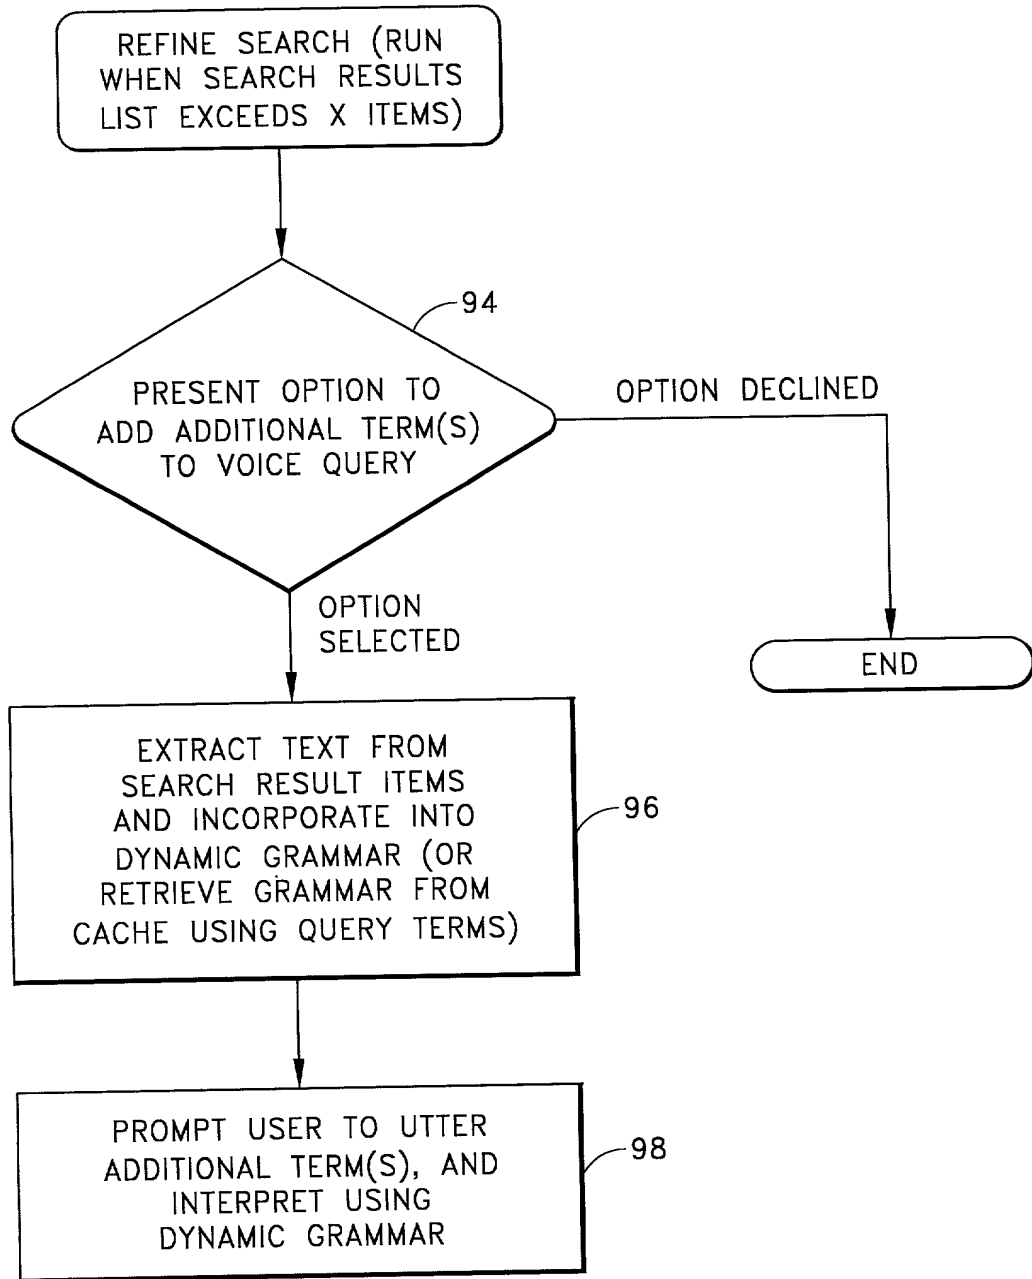 REFINE SEARCH (RUN
WHEN SEARCH RESULTS
LIST EXCEEDS X ITEMS)
94
PRESENT OPTION TO
ADD ADDITIONAL TERM(S)
TO VOICE QUERY
OPTION DECLINED
OPTION
SELECTED
END
EXTRACT TEXT FROM
SEARCH RESULT ITEMS
AND INCORPORATE INTO
DYNAMIC GRAMMAR (OR
RETRIEVE GRAMMAR FROM
CACHE USING QUERY TERMS)
96
PROMPT USER TO UTTER
ADDITIONAL TERM(S), AND
INTERPRET USING
DYNAMIC GRAMMAR
98